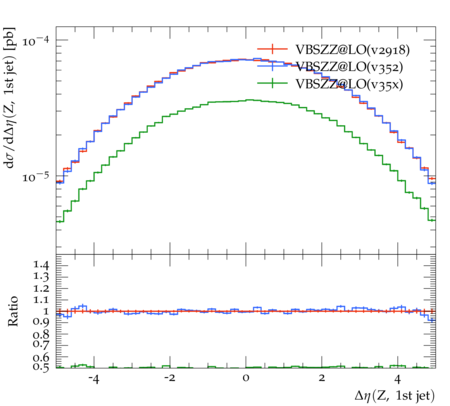 dσ/dΔη(Z, 1st jet) [pb]
10⁻⁴
VBSZZ@LO(v2918)
VBSZZ@LO(v352)
VBSZZ@LO(v35x)
10⁻⁵
Ratio
1.4
1.3
1.2
1.1
1
0.9
0.8
0.7
0.6
0.5
-4 -2 0 2 4
Δη(Z, 1st jet)